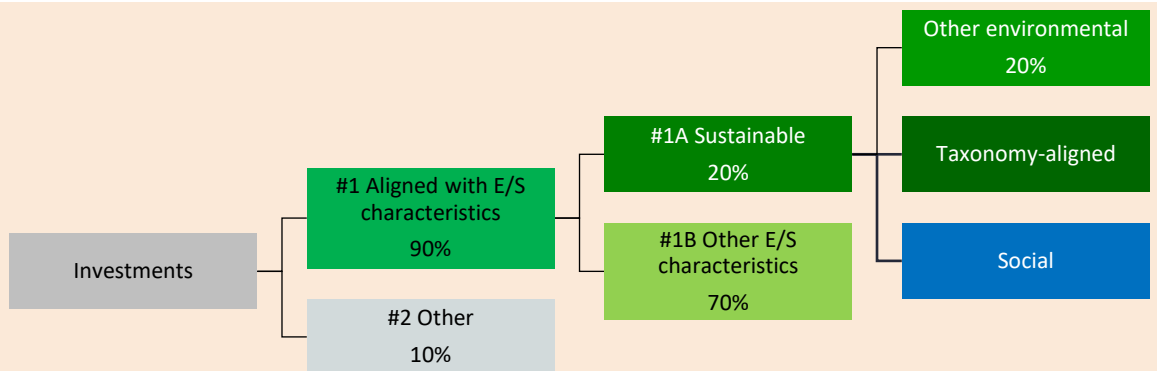 Investments
#1 Aligned with E/S
characteristics
90%
#2 Other
10%
#1A Sustainable
20%
#1B Other E/S
characteristics
70%
Other environmental
20%
Taxonomy-aligned
Social